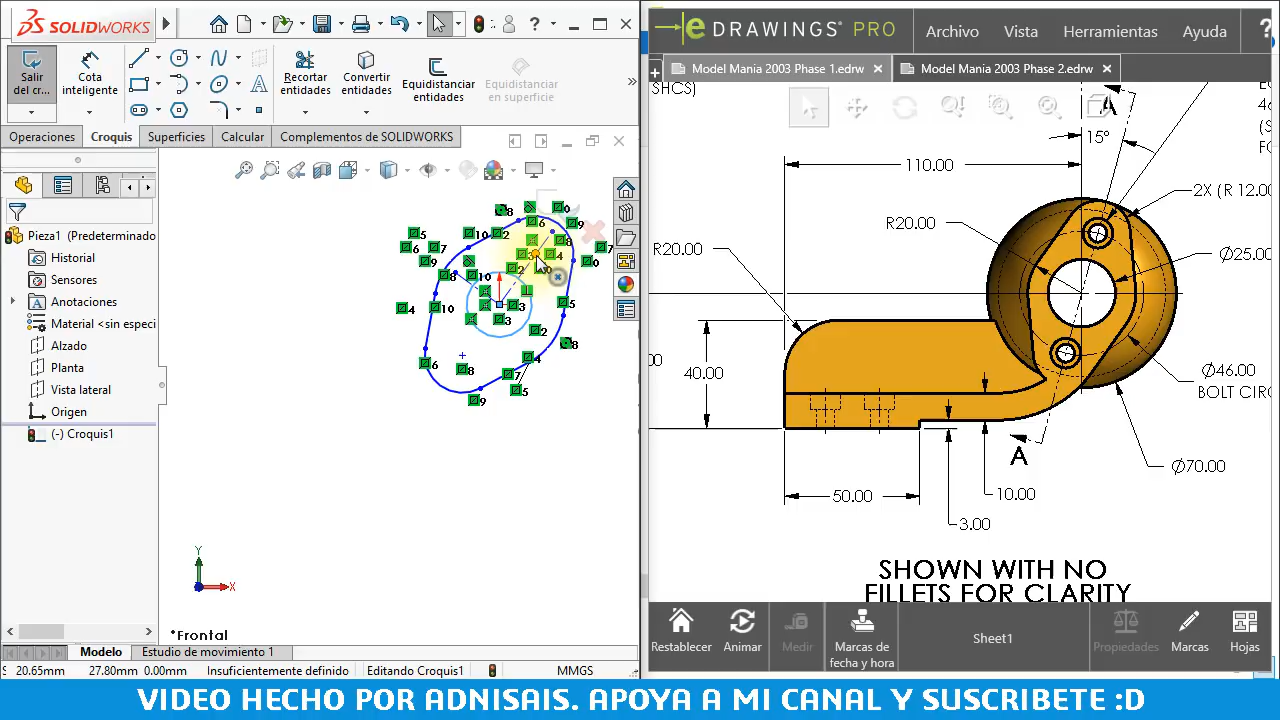 SOLIDWORKS
Salir del cr...
Cota inteligente
Recortar entidades
Convertir entidades
Equidistanciar entidades
Equidistanciar en superficie
Operaciones
Croquis
Superficies
Calcular
Complementos de SOLIDWORKS
Pieza1 (Predeterminado
Historial
Sensores
Anotaciones
Material <sin especi
Alzado
Planta
Vista lateral
Origen
(-) Croquis1
Y
X
*Frontal
Modelo
Estudio de movimiento 1
20.65mm 27.80mm 0.00mm Insuficientemente definido Editando Croquis1 MMGS
eDRAWINGS® PRO
Archivo Vista Herramientas Ayuda ?
Model Mania 2003 Phase 1.edrw
Model Mania 2003 Phase 2.edrw
SHCS)
A
15°
110.00
2X (R 12.00
R20.00
Ø25.00
R20.00
40.00
Ø46.00
BOLT CIRC
A
Ø70.00
50.00
10.00
3.00
SHOWN WITH NO
FILLETS FOR CLARITY
Restablecer
Animar
Medir
Marcas de fecha y hora
Sheet1
Propiedades
Marcas
Hojas
VIDEO HECHO POR ADNISAIS. APOYA A MI CANAL Y SUSCRIBETE :D